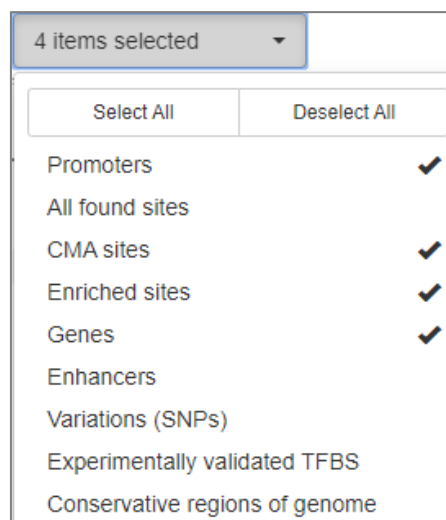 4 items selected
Select All Deselect All
Promoters
All found sites
CMA sites
Enriched sites
Genes
Enhancers
Variations (SNPs)
Experimentally validated TFBS
Conservative regions of genome